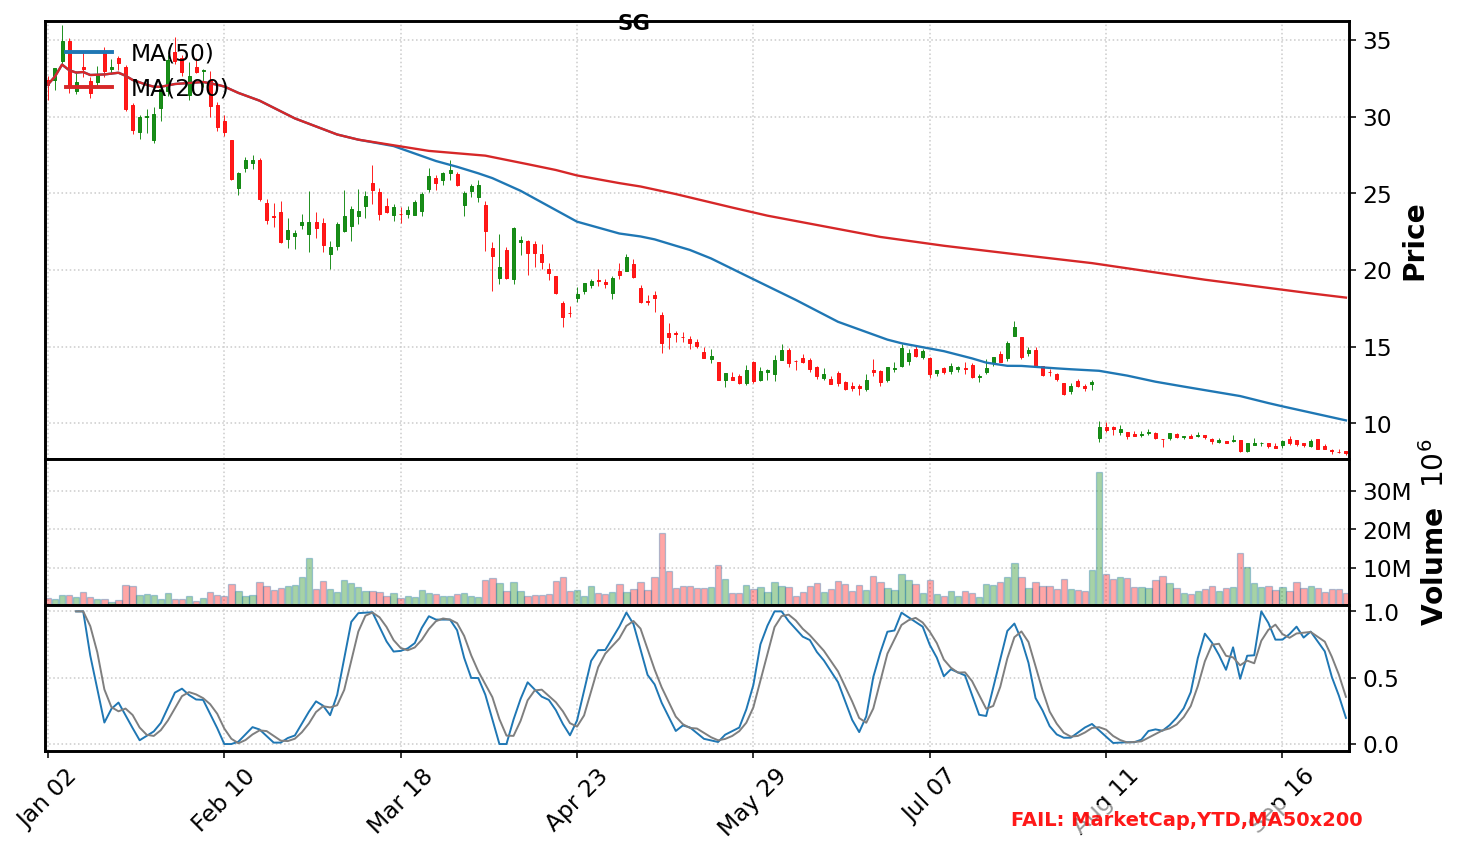 SG
MA(50)
MA(200)
35
30
25
20
15
10
Price
30M
20M
10M
Volume 10^6
1.0
0.5
0.0
Jan 02
Feb 10
Mar 18
Apr 23
May 29
Jul 07
Aug 11
Sep 16
FAIL: MarketCap,YTD,MA50x200